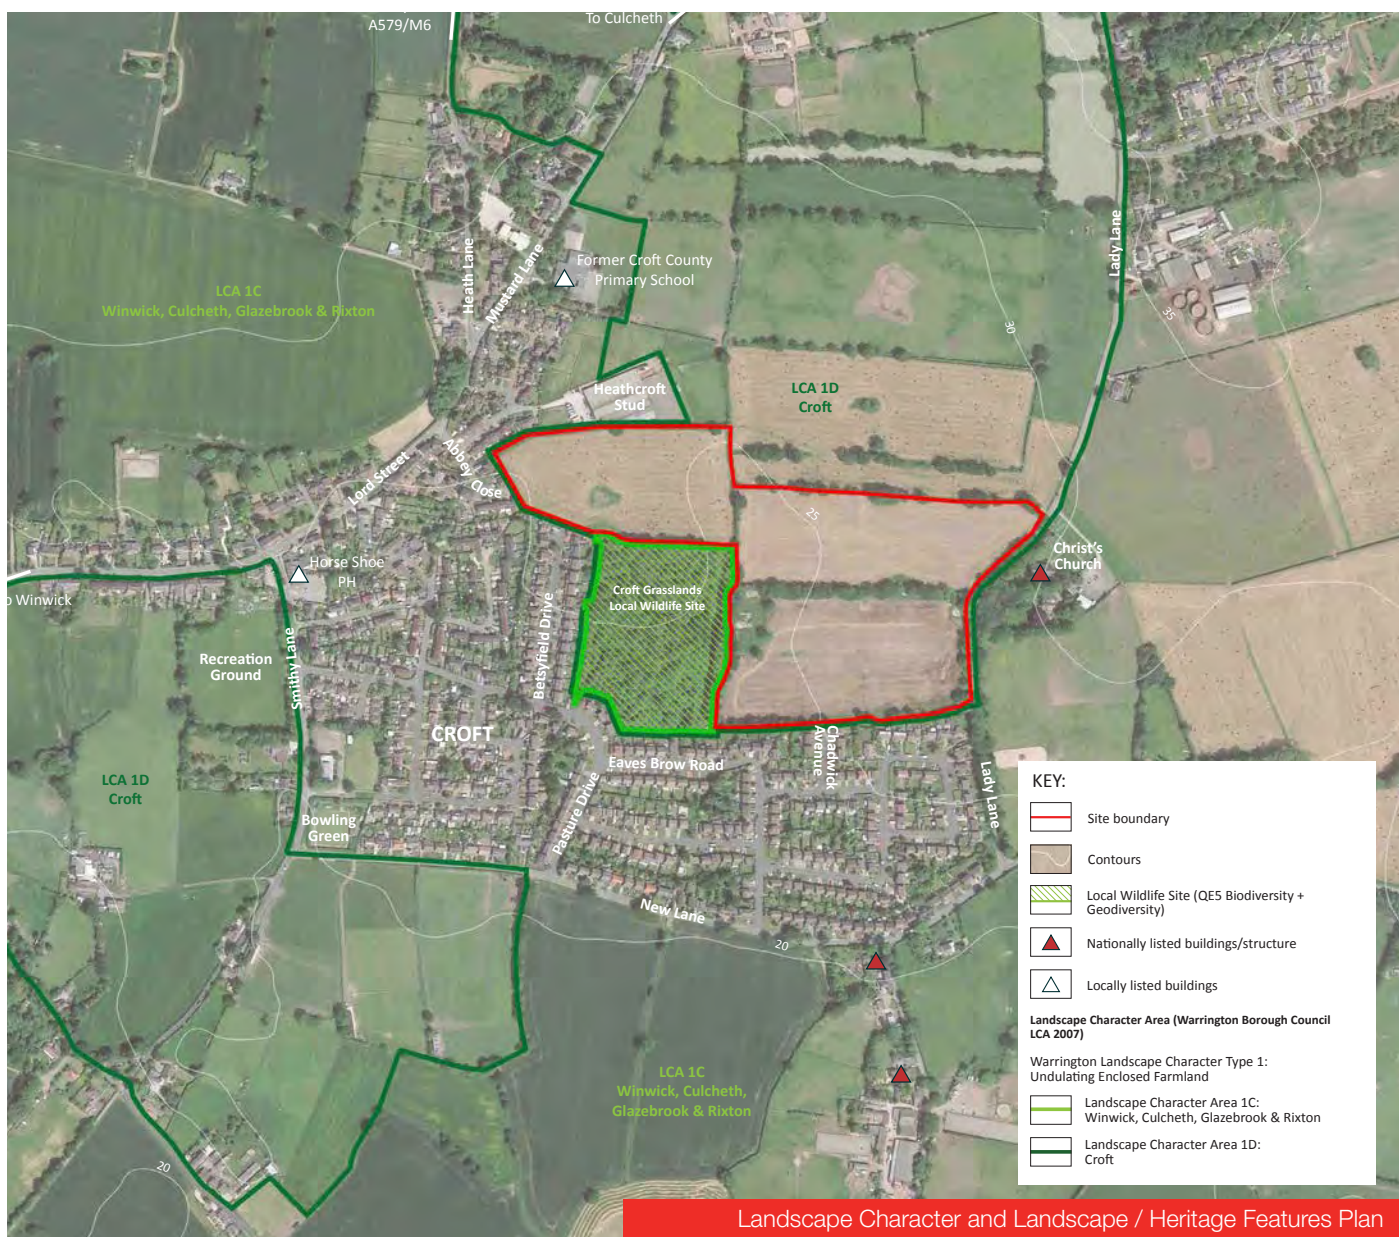 A579/M6
To Culcheth
Lady Lane
Heath Lane
Mustard Lane
Former Croft County
Primary School
LCA 1C
Winwick, Culcheth, Glazebrook & Rixton
30
35
Heathcroft
Stud
LCA 1D
Croft
Abbey Close
Lord Street
25
Horse Shoe
PH
Christ's
Church
o Winwick
Croft Grasslands
Local Wildlife Site
Betsyfield Drive
Smithy Lane
Recreation
Ground
CROFT
Chadwick
Avenue
Eaves Brow Road
Lady Lane
LCA 1D
Croft
Bowling
Green
Pasture Drive
New Lane
20
LCA 1C
Winwick, Culcheth,
Glazebrook & Rixton
20
KEY:
Site boundary
Contours
Local Wildlife Site (QE5 Biodiversity +
Geodiversity)
Nationally listed buildings/structure
Locally listed buildings
Landscape Character Area (Warrington Borough Council
LCA 2007)
Warrington Landscape Character Type 1:
Undulating Enclosed Farmland
Landscape Character Area 1C:
Winwick, Culcheth, Glazebrook & Rixton
Landscape Character Area 1D:
Croft
Landscape Character and Landscape / Heritage Features Plan